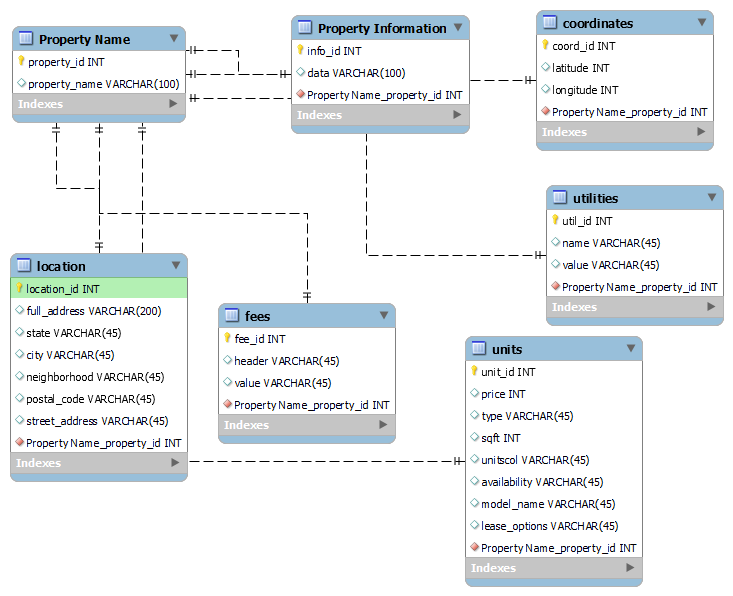 Property Name
property_id INT
property_name VARCHAR(100)
Indexes
Property Information
info_id INT
data VARCHAR(100)
Property Name_property_id INT
Indexes
coordinates
coord_id INT
latitude INT
longitude INT
Property Name_property_id INT
Indexes
utilities
util_id INT
name VARCHAR(45)
value VARCHAR(45)
Property Name_property_id INT
Indexes
location
location_id INT
full_address VARCHAR(200)
state VARCHAR(45)
city VARCHAR(45)
neighborhood VARCHAR(45)
postal_code VARCHAR(45)
street_address VARCHAR(45)
Property Name_property_id INT
Indexes
fees
fee_id INT
header VARCHAR(45)
value VARCHAR(45)
Property Name_property_id INT
Indexes
units
unit_id INT
price INT
type VARCHAR(45)
sqft INT
unitscol VARCHAR(45)
availability VARCHAR(45)
model_name VARCHAR(45)
lease_options VARCHAR(45)
Property Name_property_id INT
Indexes